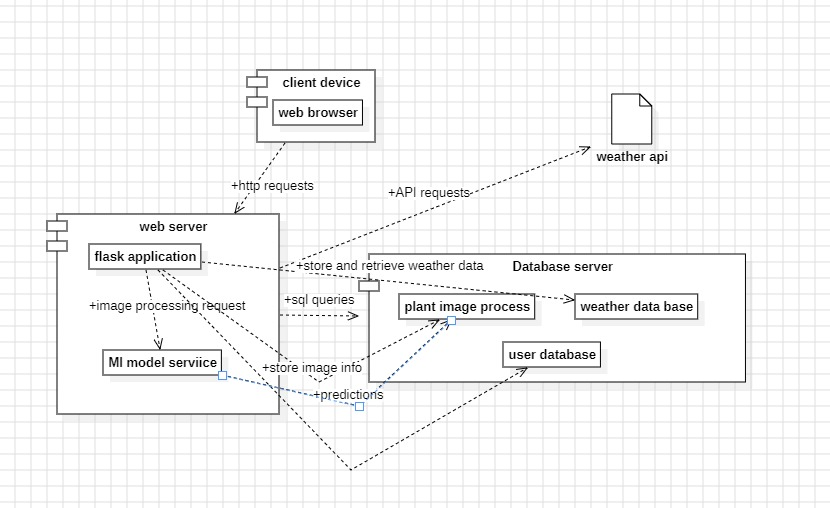 client device
web browser
weather api
+http requests
+API requests
web server
flask application
+store and retrieve weather data
Database server
+image processing request
+sql queries
plant image process
weather data base
Ml model serviice
user database
+store image info
+predictions